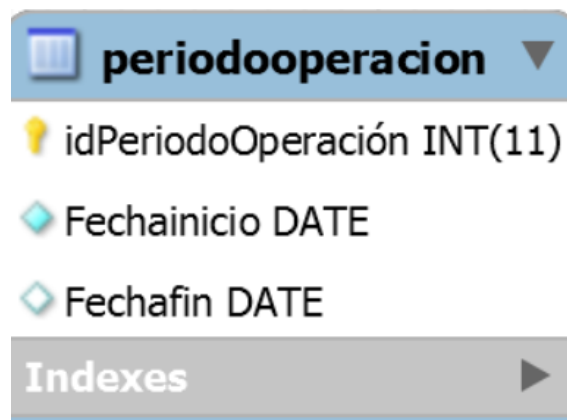 periodooperacion
idPeriodoOperación INT(11)
Fechainicio DATE
Fechafin DATE
Indexes